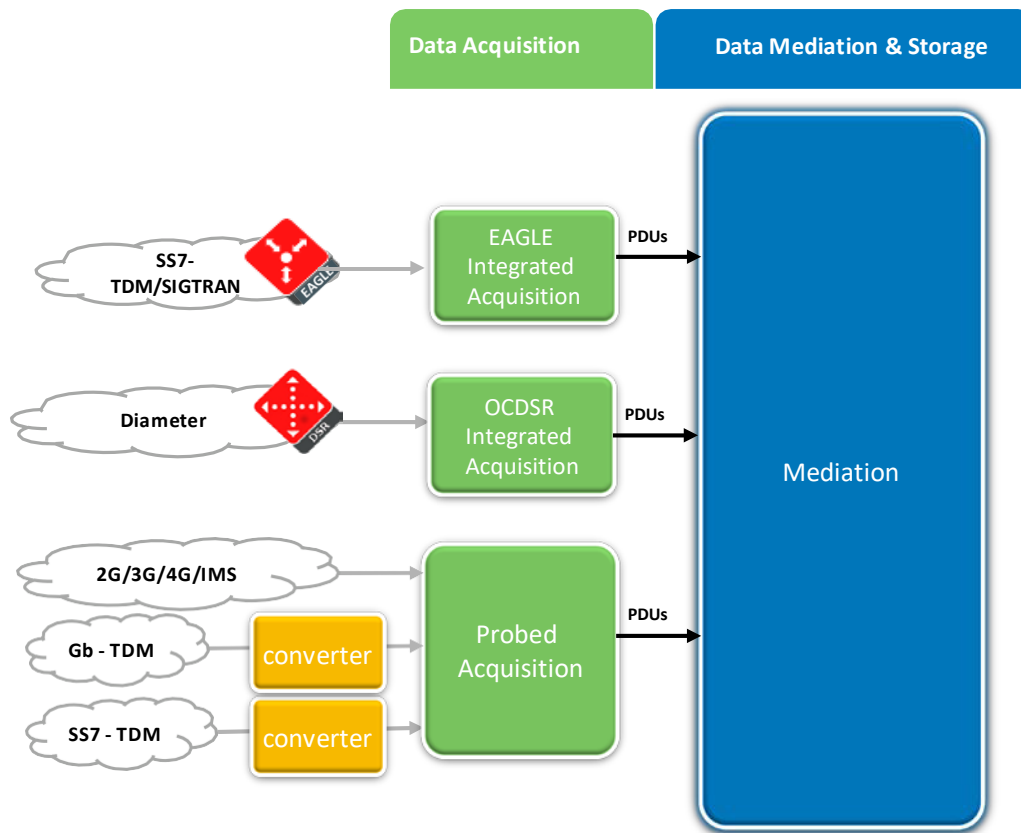 Data Acquisition
Data Mediation & Storage
SS7-
TDM/SIGTRAN
EAGLE
EAGLE
Integrated
Acquisition
PDUs
Diameter
DSR
OCDSR
Integrated
Acquisition
PDUs
Mediation
2G/3G/4G/IMS
Gb - TDM
converter
SS7 - TDM
converter
Probed
Acquisition
PDUs